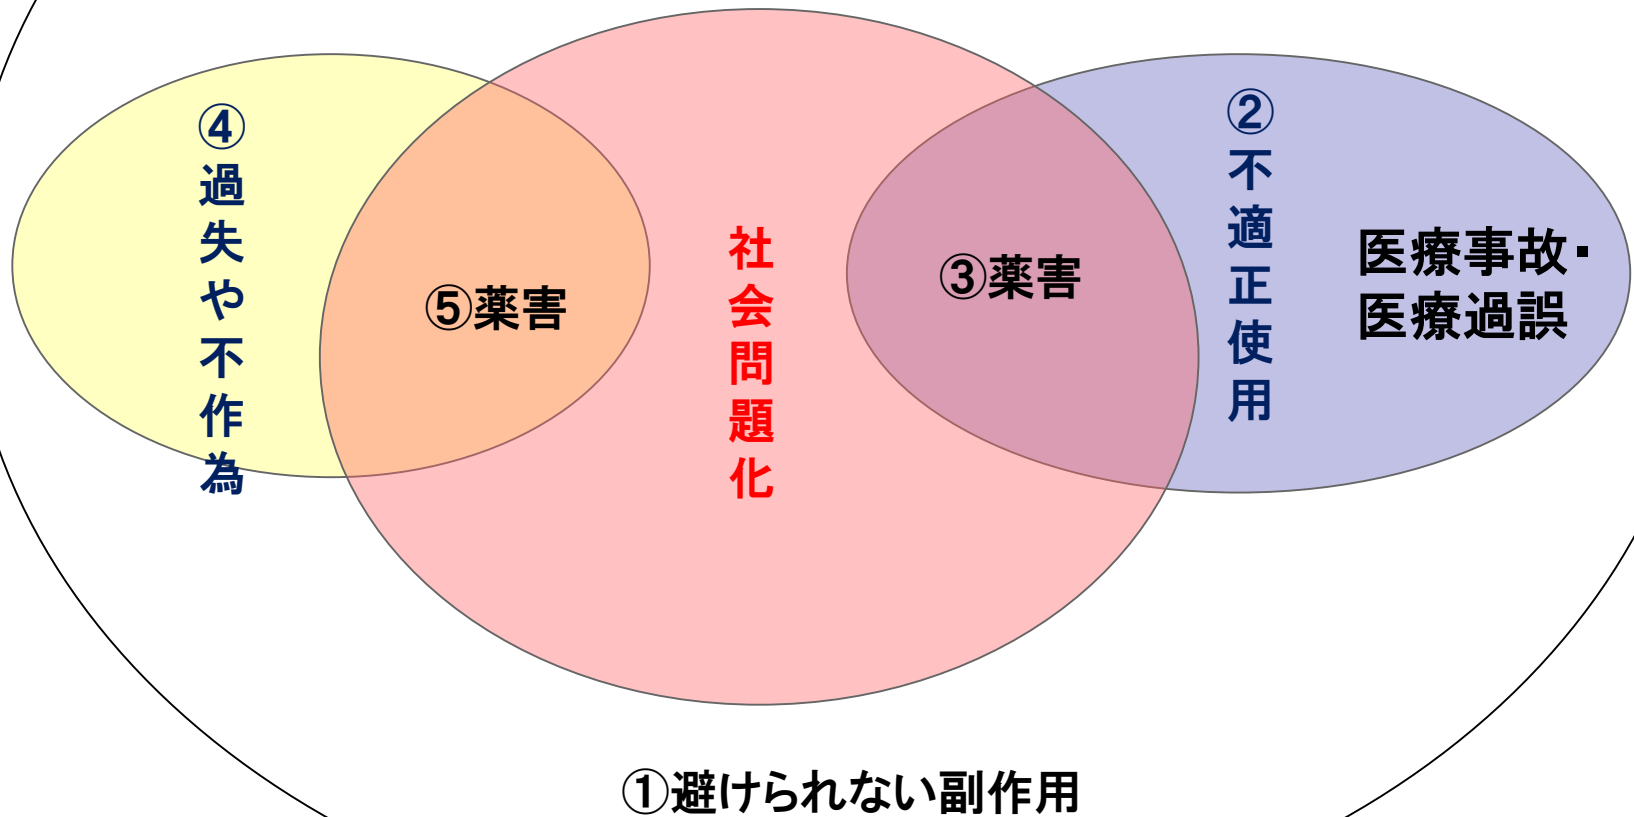 ④過失や不作為
⑤薬害
社会問題化
③薬害
②不適正使用
医療事故・
医療過誤
①避けられない副作用